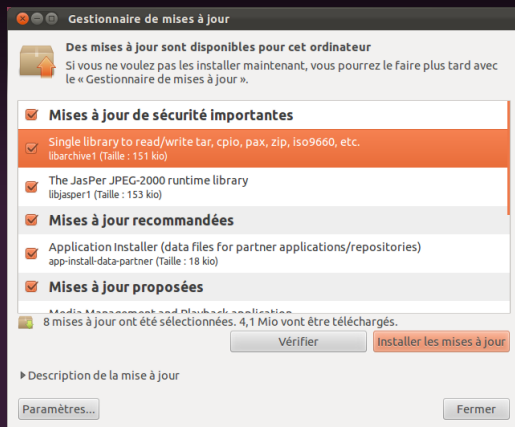 Gestionnaire de mises à jour
Des mises à jour sont disponibles pour cet ordinateur
Si vous ne voulez pas les installer maintenant, vous pourrez le faire plus tard avec
le « Gestionnaire de mises à jour ».
Mises à jour de sécurité importantes
Single library to read/write tar, cpio, pax, zip, iso9660, etc.
libarchive1 (Taille : 151 kio)
The JasPer JPEG-2000 runtime library
libjasper1 (Taille : 153 kio)
Mises à jour recommandées
Application Installer (data files for partner applications/repositories)
app-install-data-partner (Taille : 18 kio)
Mises à jour proposées
Media Management and Playback application
8 mises à jour ont été sélectionnées. 4,1 Mio vont être téléchargés.
Vérifier
Installer les mises à jour
Description de la mise à jour
Paramètres...
Fermer